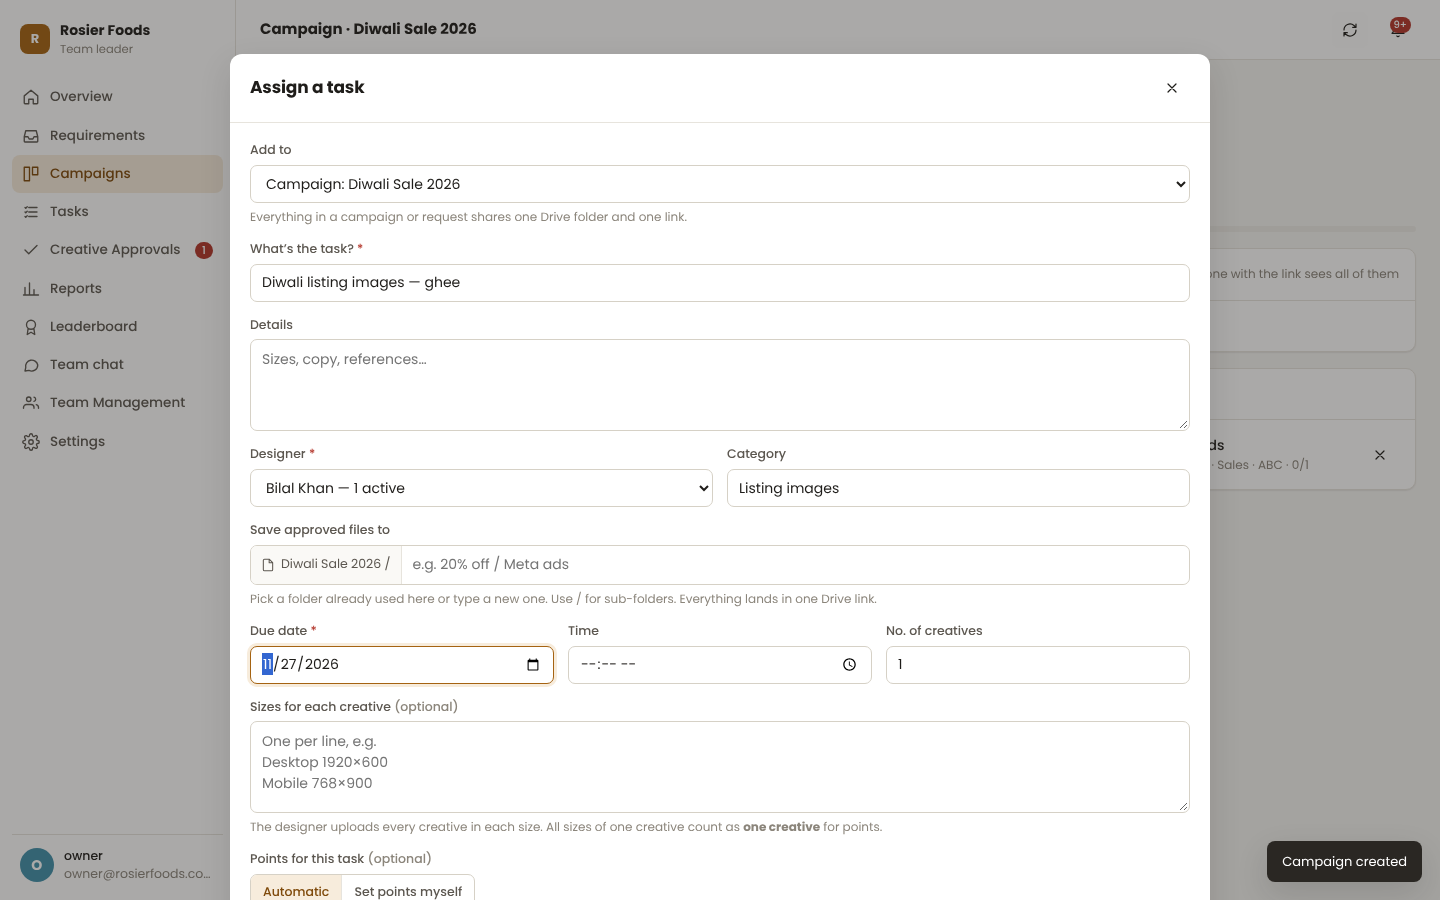 R
Rosier Foods
Team leader
Campaign · Diwali Sale 2026
9+
Overview
Requirements
Campaigns
Tasks
Creative Approvals 1
Reports
Leaderboard
Team chat
Team Management
Settings
O
owner
owner@rosierfoods.co...
Assign a task
Add to
Campaign: Diwali Sale 2026
Everything in a campaign or request shares one Drive folder and one link.
What's the task? *
Diwali listing images — ghee
Details
Sizes, copy, references...
Designer *
Category
Bilal Khan — 1 active
Listing images
Save approved files to
Diwali Sale 2026 /
e.g. 20% off / Meta ads
Pick a folder already used here or type a new one. Use / for sub-folders. Everything lands in one Drive link.
Due date *
Time
No. of creatives
11/27/2026
--:-- --
1
Sizes for each creative (optional)
One per line, e.g.
Desktop 1920×600
Mobile 768×900
The designer uploads every creative in each size. All sizes of one creative count as one creative for points.
Points for this task (optional)
Automatic
Set points myself
one with the link sees all of them
ds
· Sales · ABC · 0/1
Campaign created